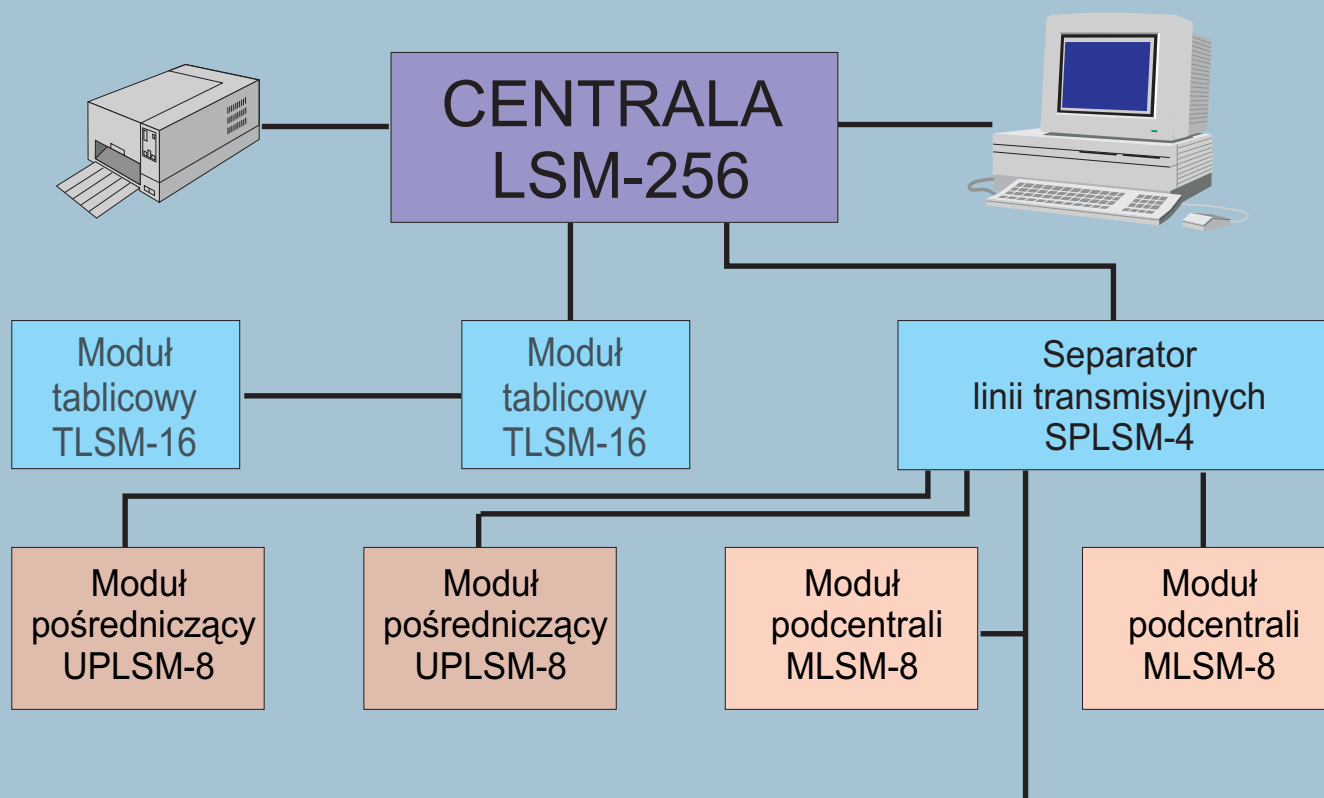 CENTRALA
LSM-256
Moduł
tablicowy
TLSM-16
Moduł
tablicowy
TLSM-16
Separator
linii transmisyjnych
SPLSM-4
Moduł
pośredniczący
UPLSM-8
Moduł
pośredniczący
UPLSM-8
Moduł
podcentrali
MLSM-8
Moduł
podcentrali
MLSM-8